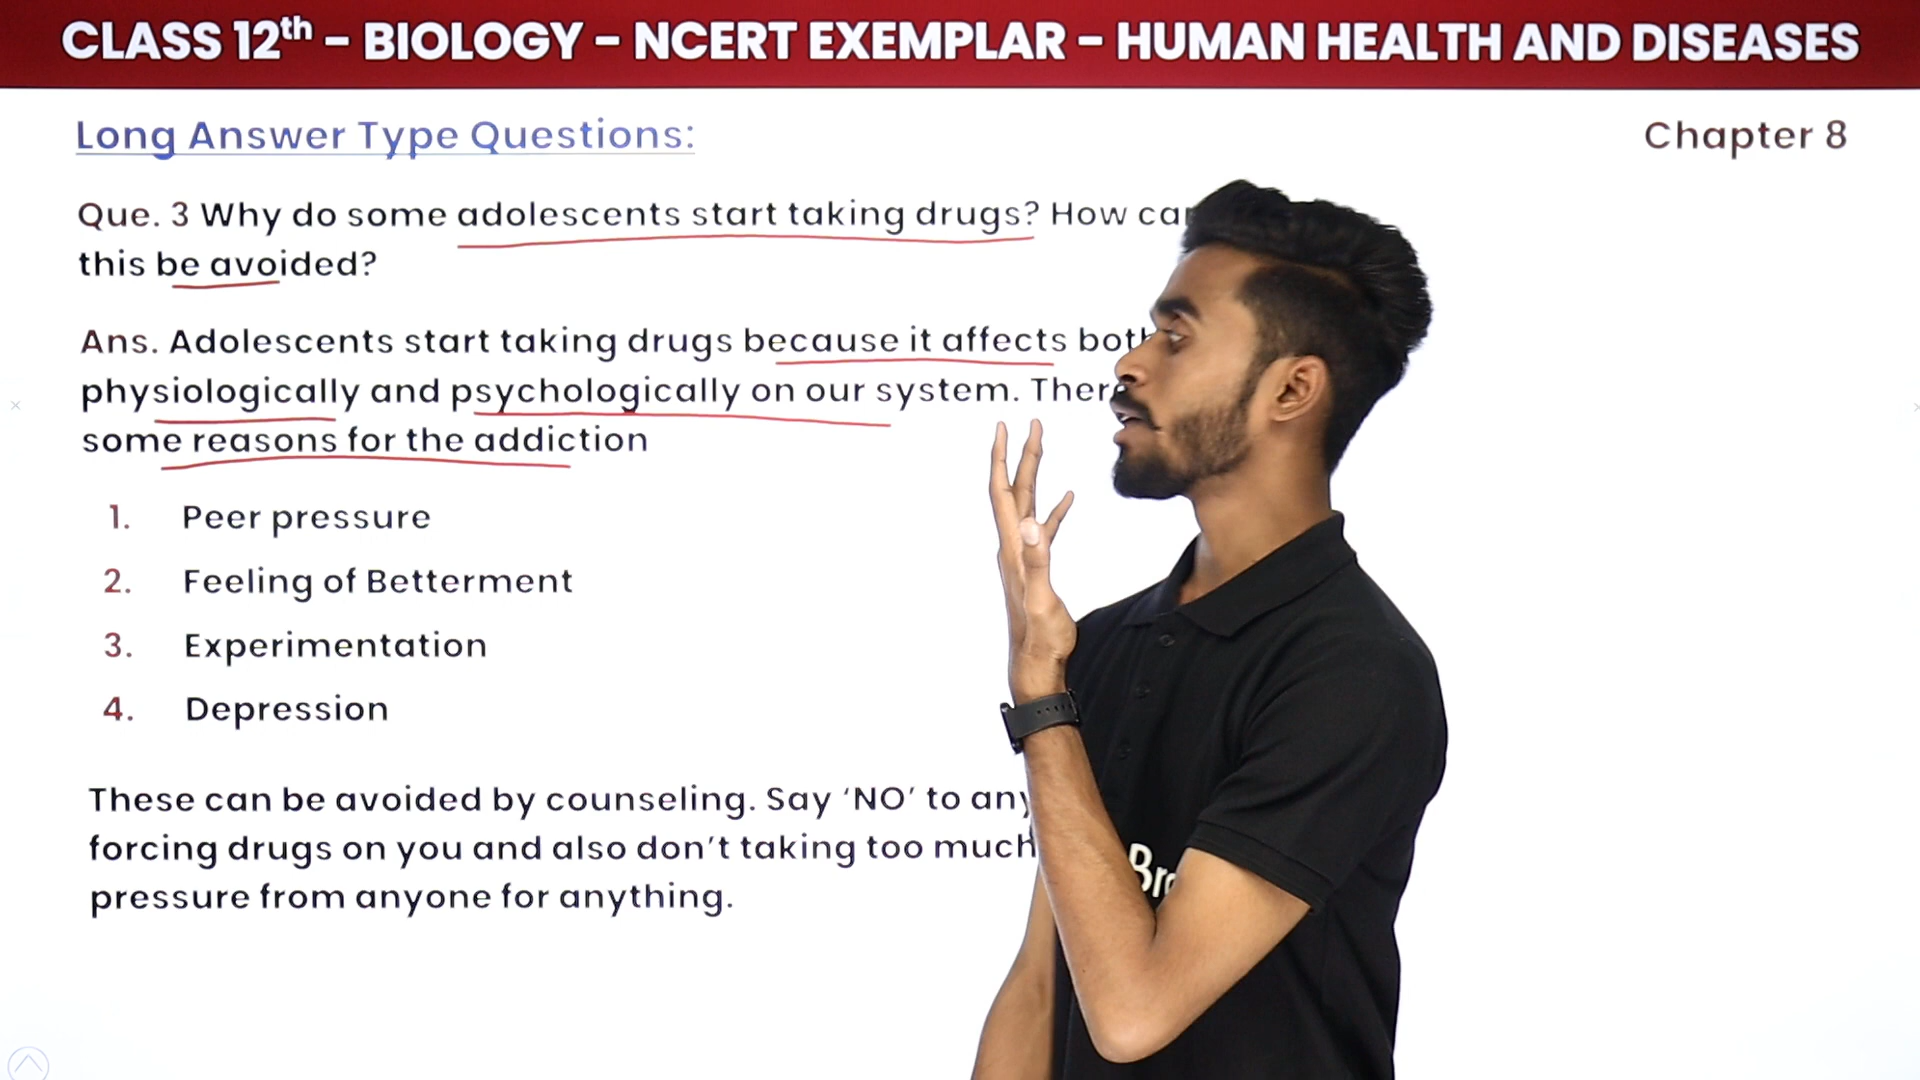 CLASS 12th - BIOLOGY - NCERT EXEMPLAR - HUMAN HEALTH AND DISEASES
Long Answer Type Questions:
Chapter 8
Que. 3 Why do some adolescents start taking drugs? How
this be avoided?
Ans. Adolescents start taking drugs because it affects
physiologically and psychologically on our system.
some reasons for the addiction
1. Peer pressure
2. Feeling of Betterment
3. Experimentation
4. Depression
These can be avoided by counseling. Say ‘NO’ to
forcing drugs on you and also don’t taking too much
pressure from anyone for anything.